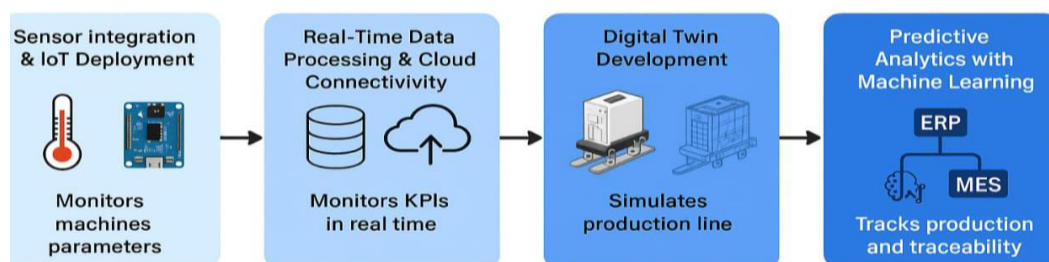 Sensor integration
& IoT Deployment
Monitors
machines
parameters
Real-Time Data
Processing & Cloud
Connectivivity
Monitors KPIs
in real time
Digital Twin
Development
Simulates
production line
Predictive
Analytics with
Machine Learning
ERP
MES
Tracks production
and traceability